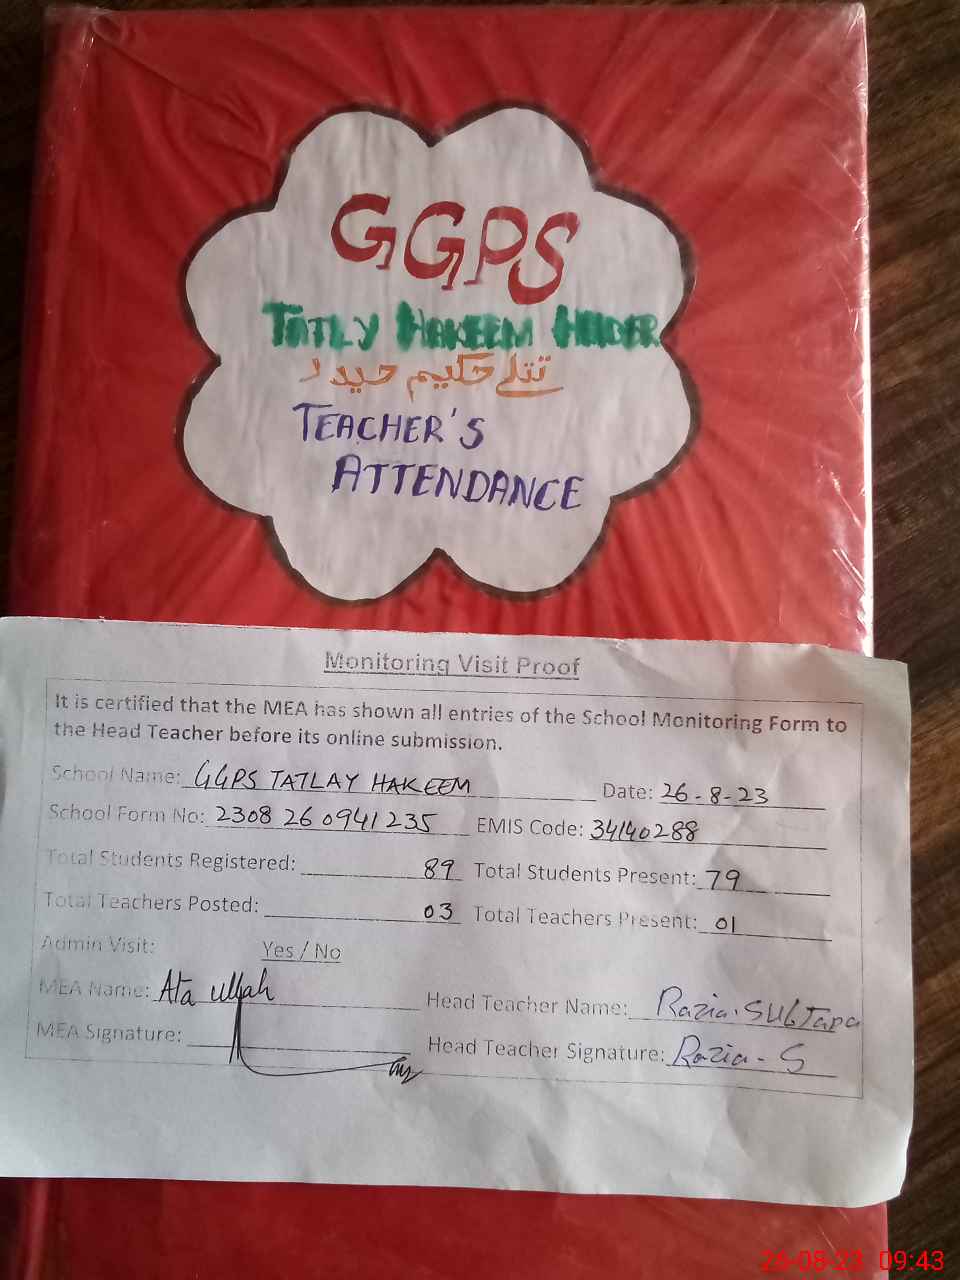 GGPS
TATLY HAKEEM HEADER
تتلے حکیم حیدر
TEACHER'S
ATTENDANCE
Monitoring Visit Proof
It is certified that the MEA has shown all entries of the School Monitoring Form to
the Head Teacher before its online submission.
School Name: GGPS TATLAY HAKEEM Date: 26-8-23
School Form No: 2308 26 0941 235 EMIS Code: 34140288
Total Students Registered: 89 Total Students Present: 79
Total Teachers Posted: 03 Total Teachers Present: 01
Admin Visit: Yes / No
MEA Name: Ata ullah Head Teacher Name: Razia.
MEA Signature: Head Teacher Signature: Razia - S
26-08-23 09:43